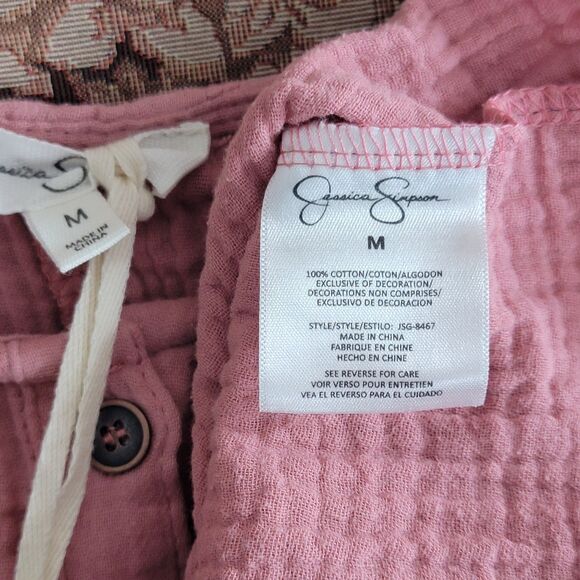 Jessica Simpson
M
100% COTTON/COTON/ALGODON
EXCLUSIVE OF DECORATION/
DECORATIONS NON COMPRISES/
EXCLUSIVO DE DECORACION
STYLE/STYLE/ESTILO: JSG-8467
MADE IN CHINA
FABRIQUE EN CHINE
HECHO EN CHINE
SEE REVERSE FOR CARE
VOIR VERSO POUR ENTRETIEN
VEA EL REVERSO PARA EL CUIDADO
M
MADE IN
CHINA